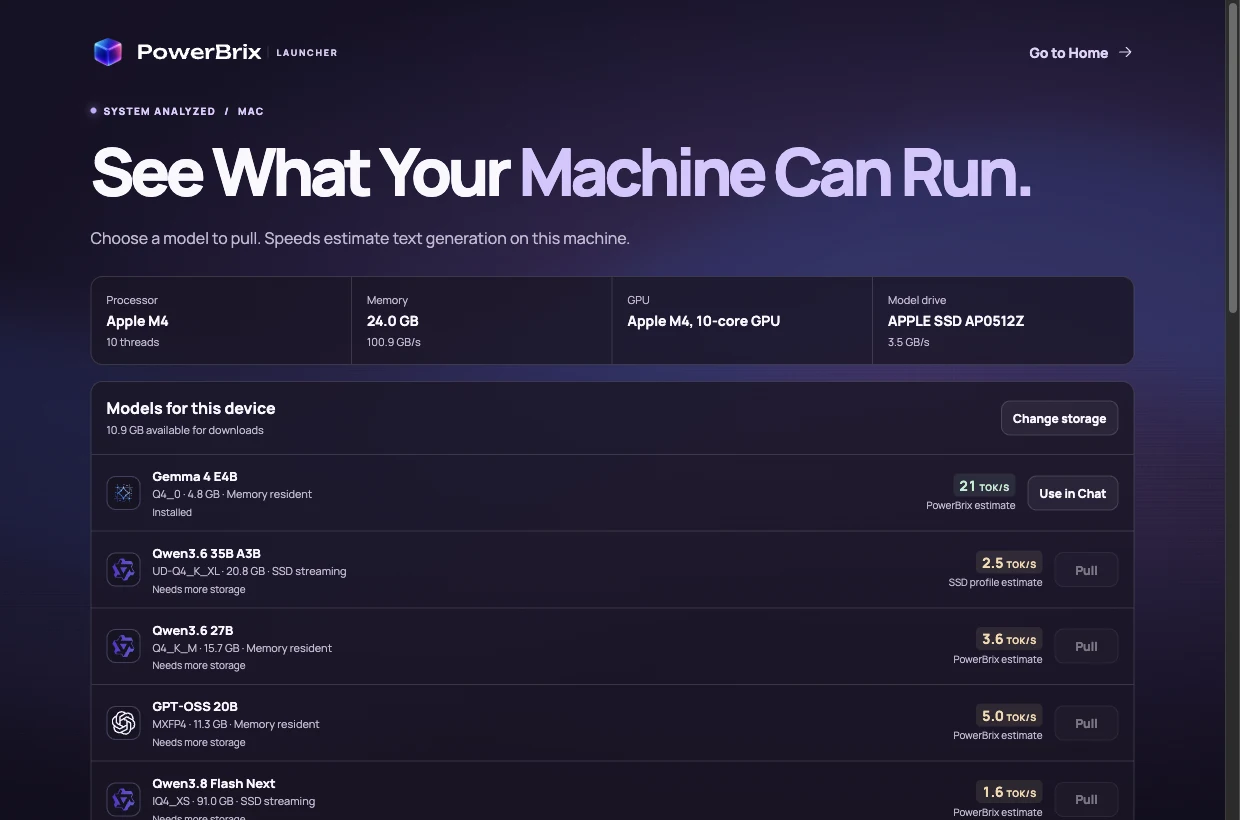 PowerBrix LAUNCHER
Go to Home →
SYSTEM ANALYZED / MAC
See What Your Machine Can Run.
Choose a model to pull. Speeds estimate text generation on this machine.
Processor
Apple M4
10 threads
Memory
24.0 GB
100.9 GB/s
GPU
Apple M4, 10-core GPU
Model drive
APPLE SSD AP0512Z
3.5 GB/s
Models for this device
10.9 GB available for downloads
Change storage
Gemma 4 E4B
Q4_0 · 4.8 GB · Memory resident
Installed
21 TOK/S
PowerBrix estimate
Use in Chat
Qwen3.6 35B A3B
UD-Q4_K_XL · 20.8 GB · SSD streaming
Needs more storage
2.5 TOK/S
SSD profile estimate
Pull
Qwen3.6 27B
Q4_K_M · 15.7 GB · Memory resident
Needs more storage
3.6 TOK/S
PowerBrix estimate
Pull
GPT-OSS 20B
MXFP4 · 11.3 GB · Memory resident
Needs more storage
5.0 TOK/S
PowerBrix estimate
Pull
Qwen3.8 Flash Next
IQ4_XS · 91.0 GB · SSD streaming
Needs more storage
1.6 TOK/S
PowerBrix estimate
Pull